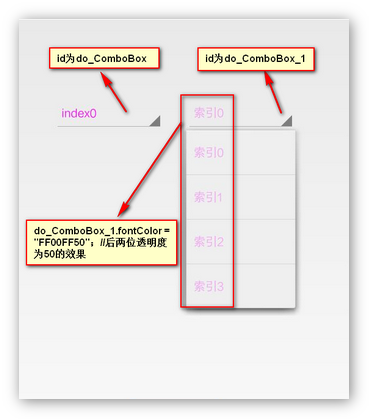 id为do_ComboBox
id为do_ComboBox_1
index0
索引0
索引0
索引1
do_ComboBox_1.fontColor =
"FF00FF50"；//后两位透明度
为50的效果
索引2
索引3